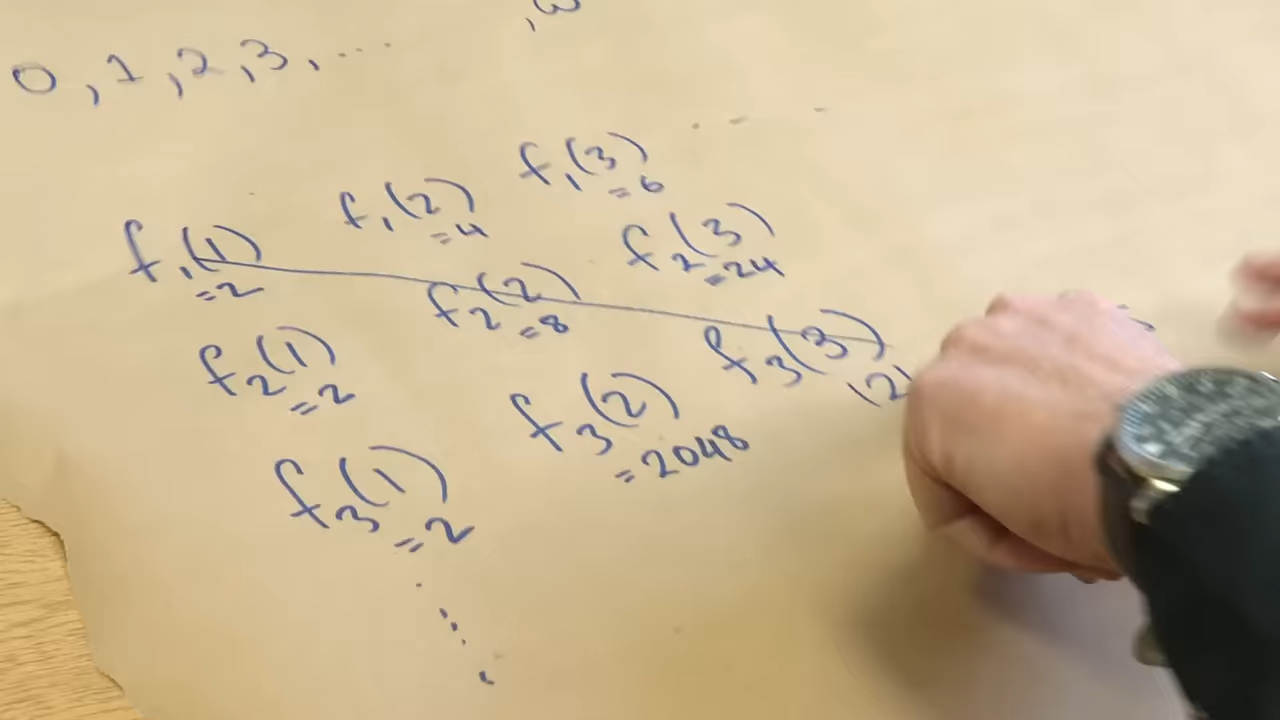 , ω
0, 1, 2, 3, ...
f₁(1) = 2 f₁(2) = 4 f₁(3) = 6 ...
f₂(1) = 2 f₂(2) = 8 f₂(3) = 24
f₃(1) = 2 f₃(2) = 2048 f₃(3)